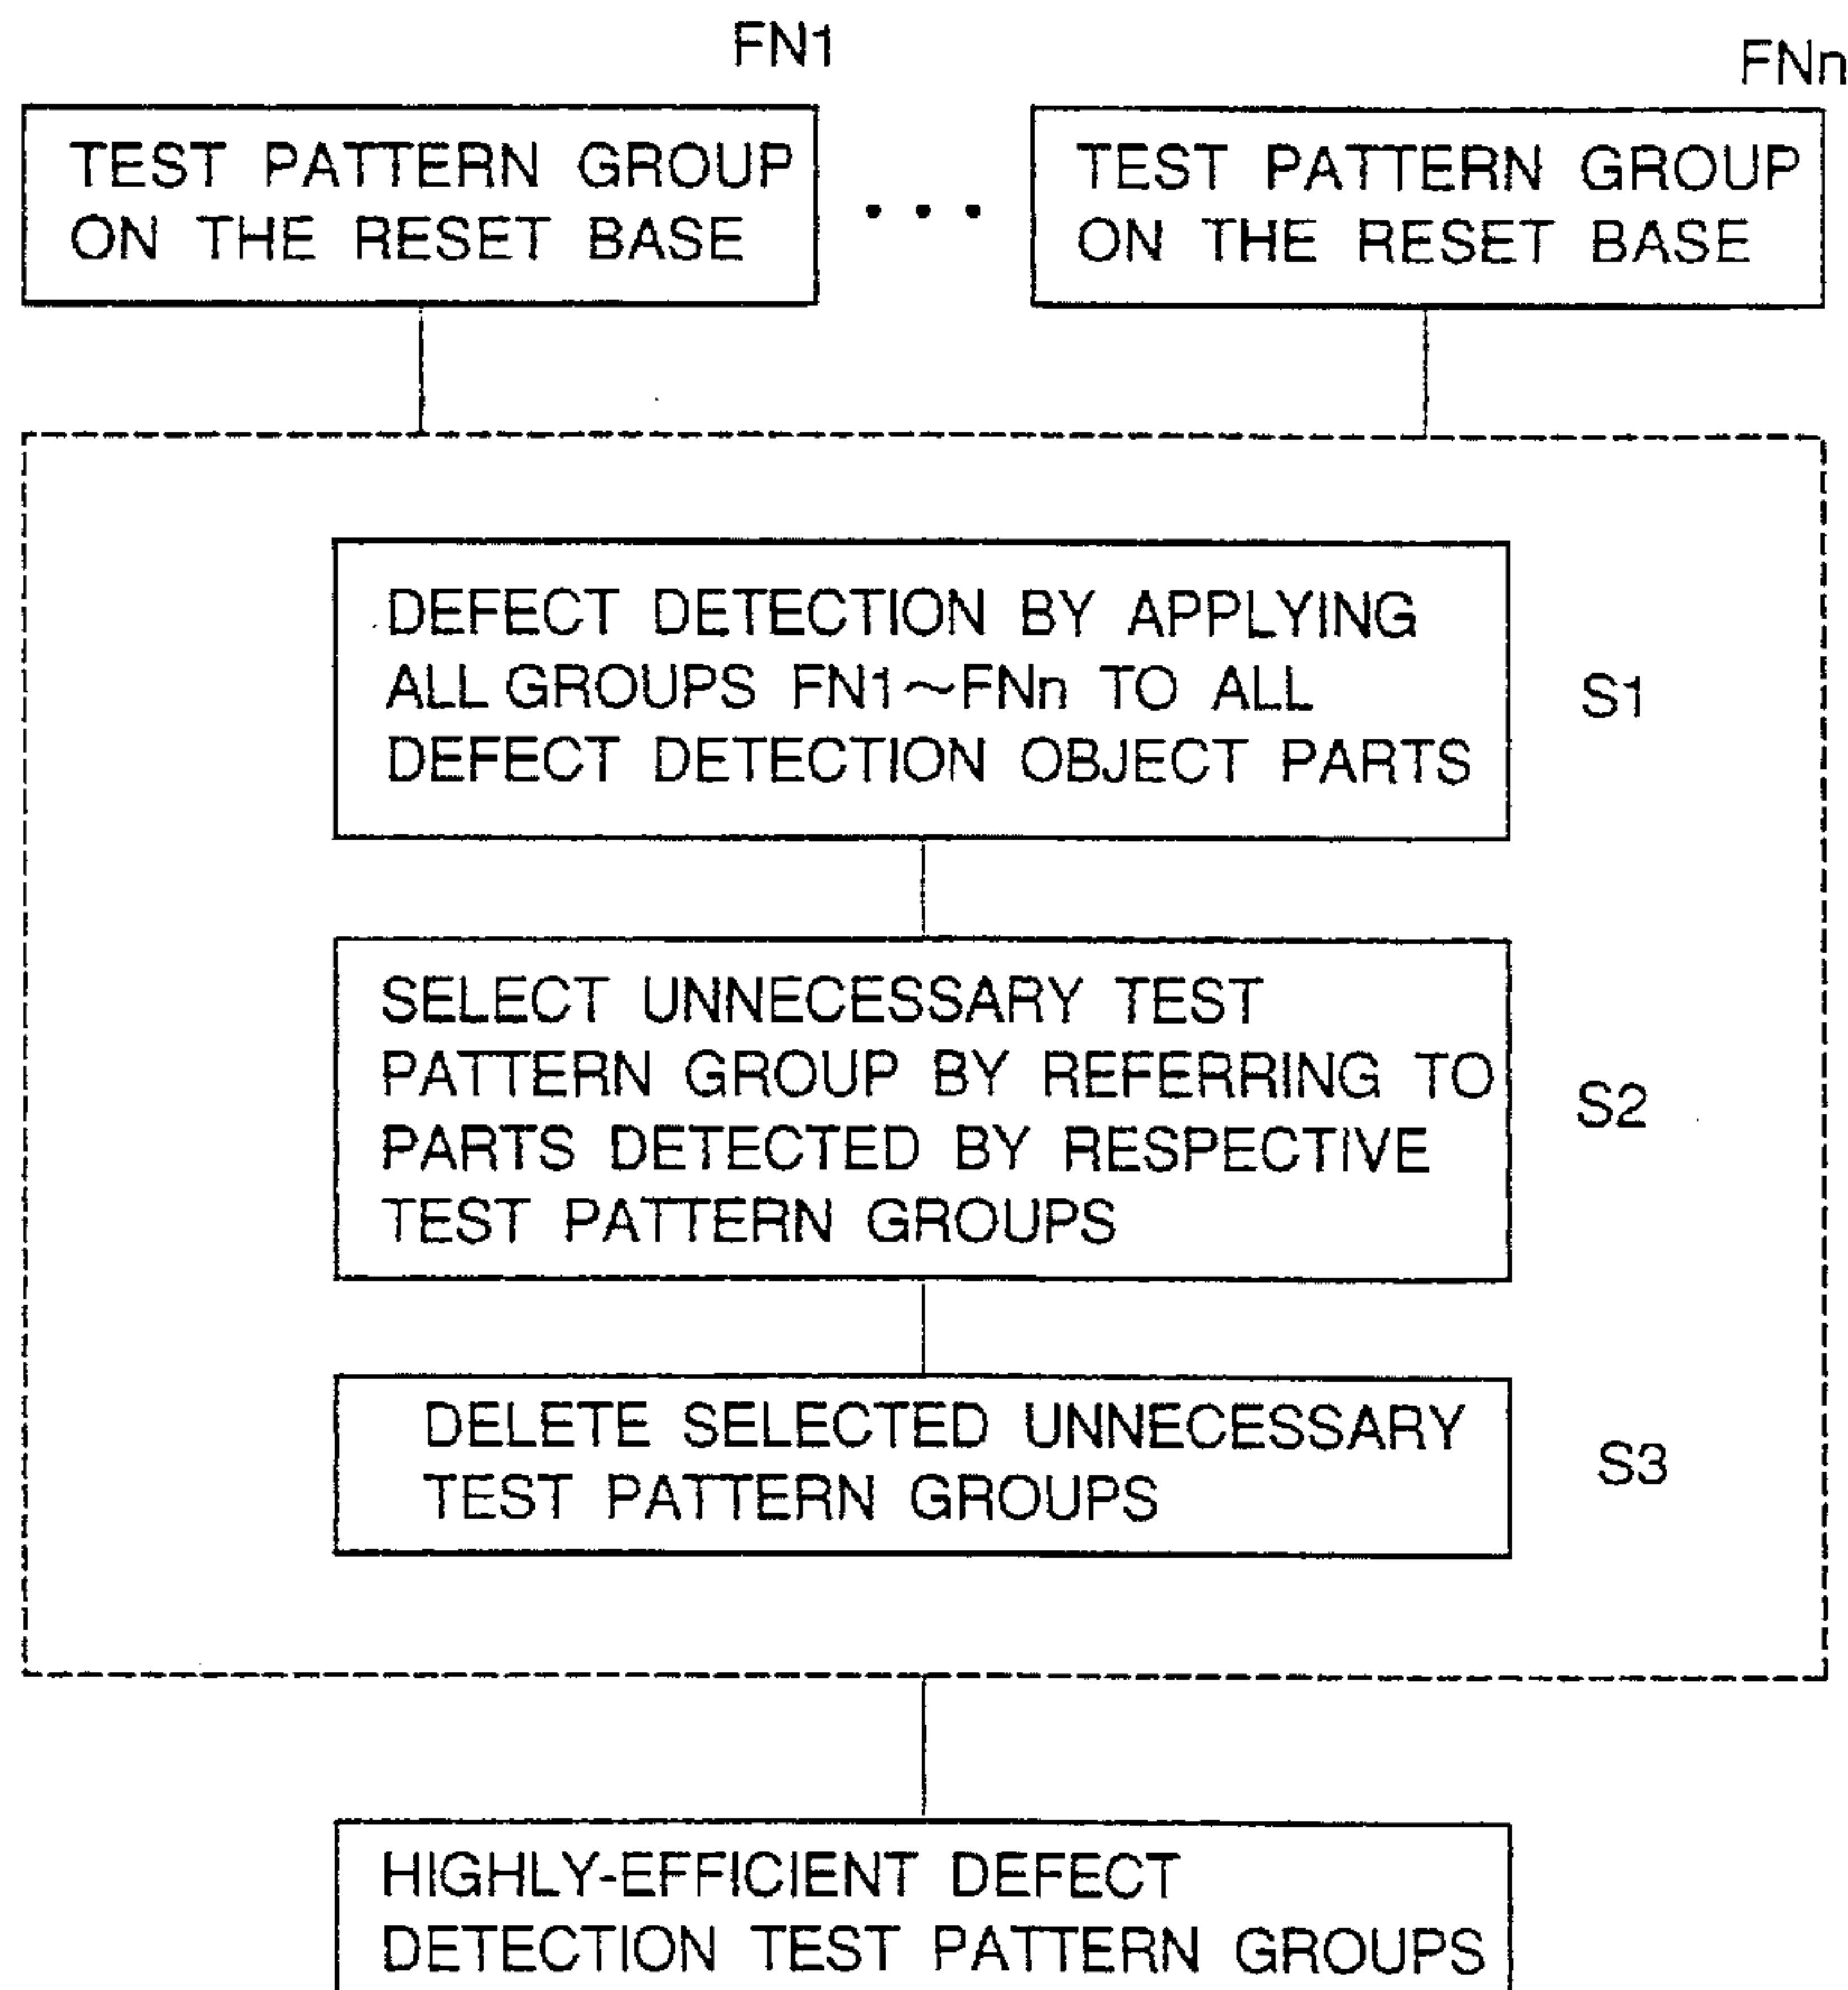 FN1
FNn
TEST PATTERN GROUP
ON THE RESET BASE
• • •
TEST PATTERN GROUP
ON THE RESET BASE
DEFECT DETECTION BY APPLYING
ALL GROUPS FN1~FNn TO ALL
DEFECT DETECTION OBJECT PARTS
S1
SELECT UNNECESSARY TEST
PATTERN GROUP BY REFERRING TO
PARTS DETECTED BY RESPECTIVE
TEST PATTERN GROUPS
S2
DELETE SELECTED UNNECESSARY
TEST PATTERN GROUPS
S3
HIGHLY-EFFICIENT DEFECT
DETECTION TEST PATTERN GROUPS